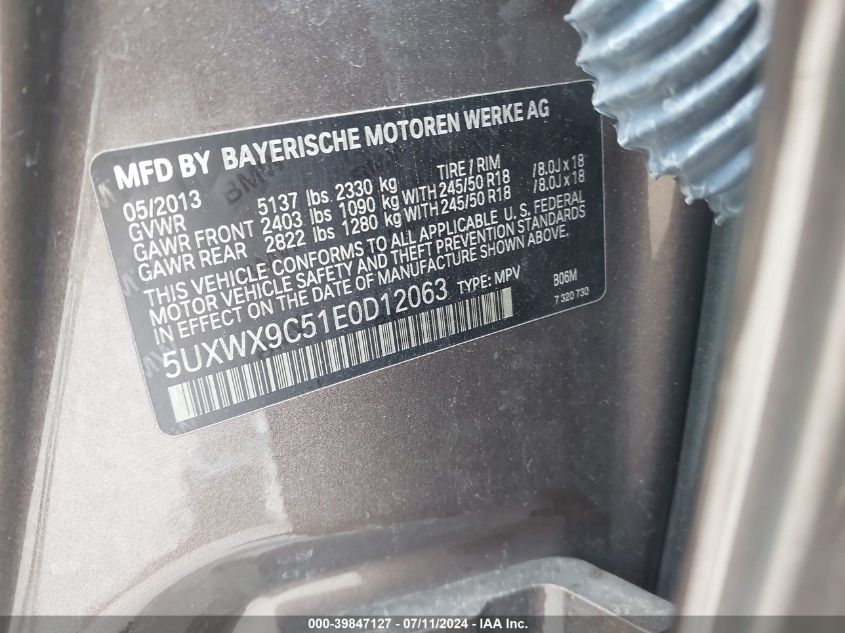 MFD BY BAYERISCHE MOTOREN WERKE AG
05/2013 TIRE / RIM
GVWR 5137 lbs 2330 kg
GAWR FRONT 2403 lbs 1090 kg WITH 245/50 R18 / 8.0J x 18
GAWR REAR 2822 lbs 1280 kg WITH 245/50 R18 / 8.0J x 18
THIS VEHICLE CONFORMS TO ALL APPLICABLE U.S. FEDERAL
MOTOR VEHICLE SAFETY AND THEFT PREVENTION STANDARDS
IN EFFECT ON THE DATE OF MANUFACTURE SHOWN ABOVE.
5UXWX9C51E0D12063 TYPE: MPV B06M
7 320 730
000-39847127 - 07/11/2024 - IAA Inc.